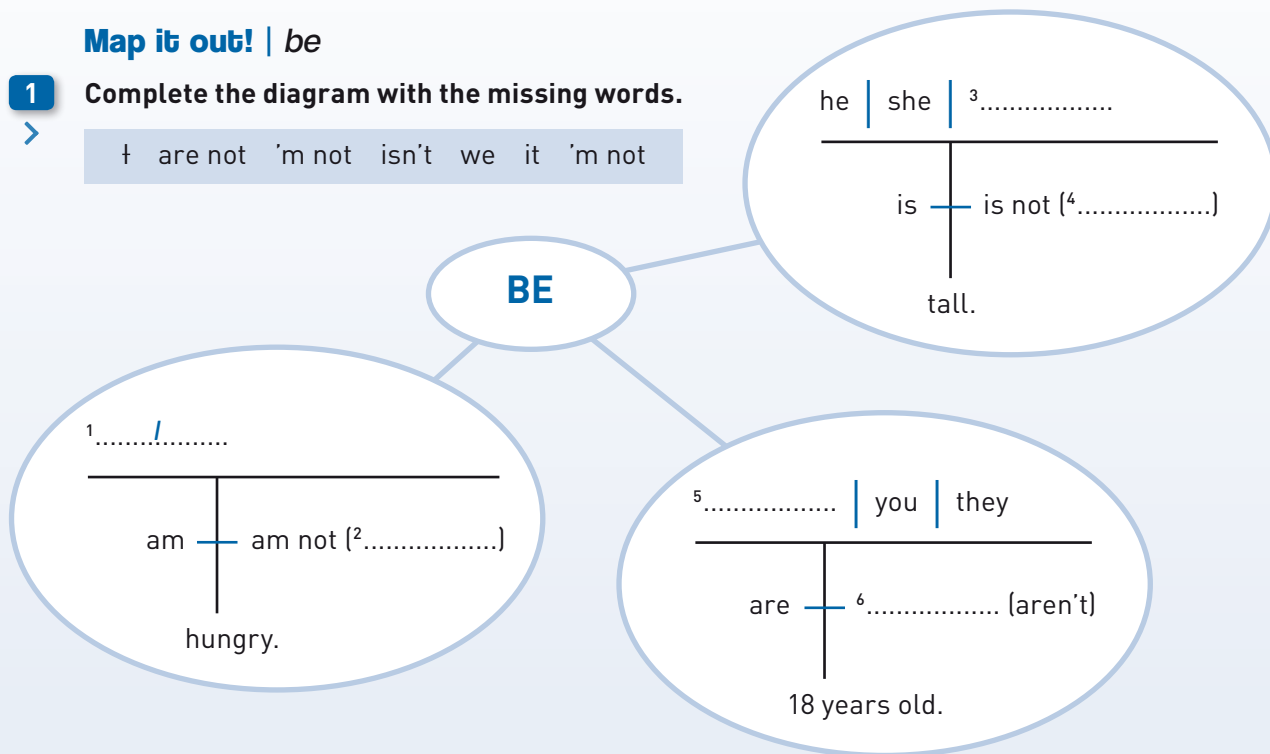 Map it out! | be
1 Complete the diagram with the missing words.
I are not 'm not isn't we it 'm not
BE
he | she | ³..................
is is not (⁴..................)
tall.
¹........I..........
am am not (²..................)
hungry.
⁵.................. | you | they
are ⁶.................. (aren't)
18 years old.